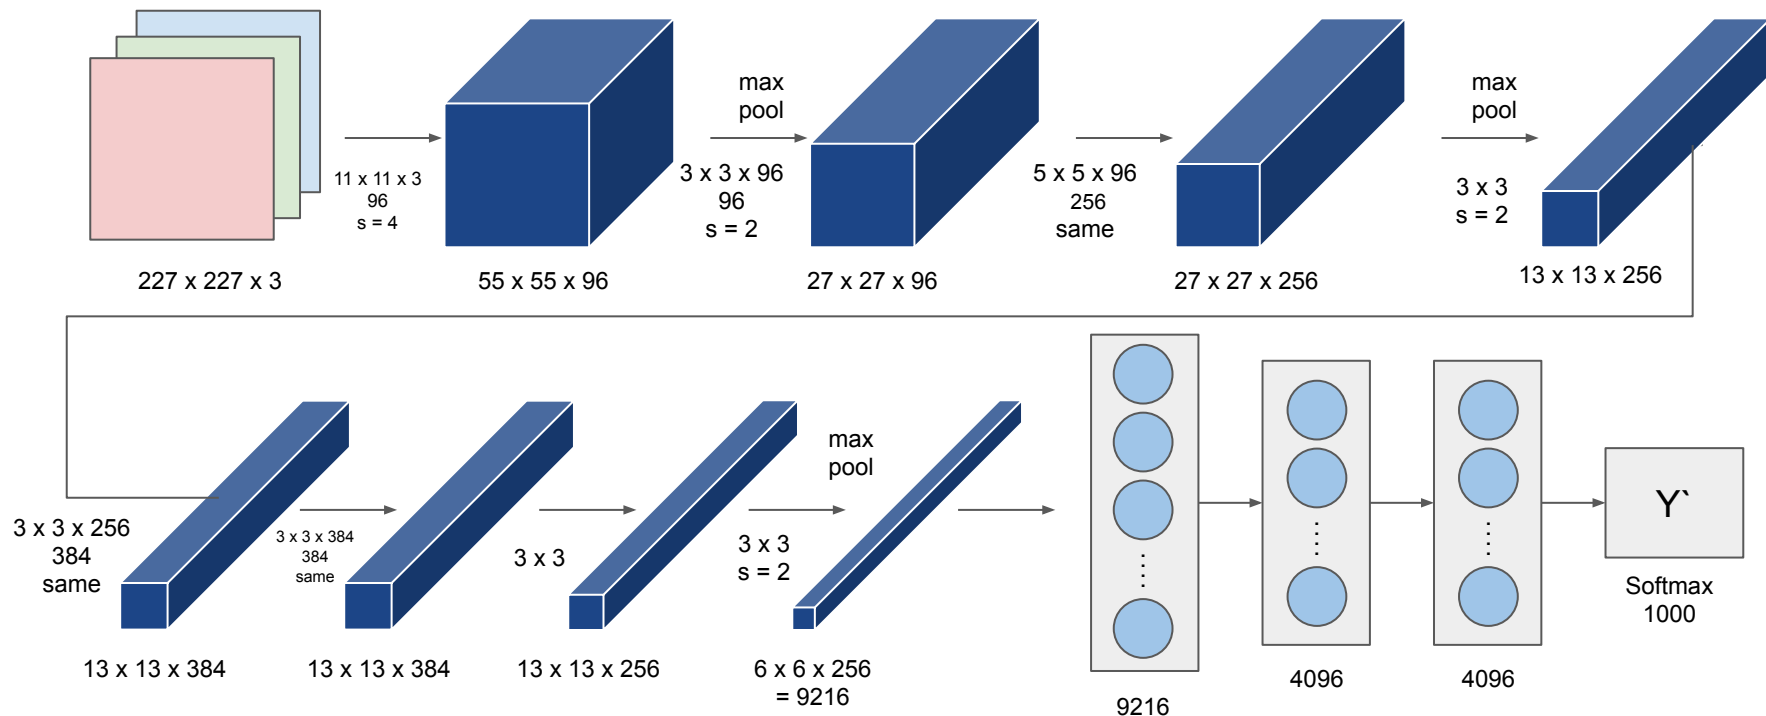 11 x 11 x 3
96
s = 4
max
pool
3 x 3 x 96
96
s = 2
5 x 5 x 96
256
same
max
pool
3 x 3
s = 2
227 x 227 x 3
55 x 55 x 96
27 x 27 x 96
27 x 27 x 256
13 x 13 x 256
3 x 3 x 256
384
same
3 x 3 x 384
384
same
3 x 3
max
pool
3 x 3
s = 2
13 x 13 x 384
13 x 13 x 384
13 x 13 x 256
6 x 6 x 256
= 9216
9216
4096
4096
Y`
Softmax
1000